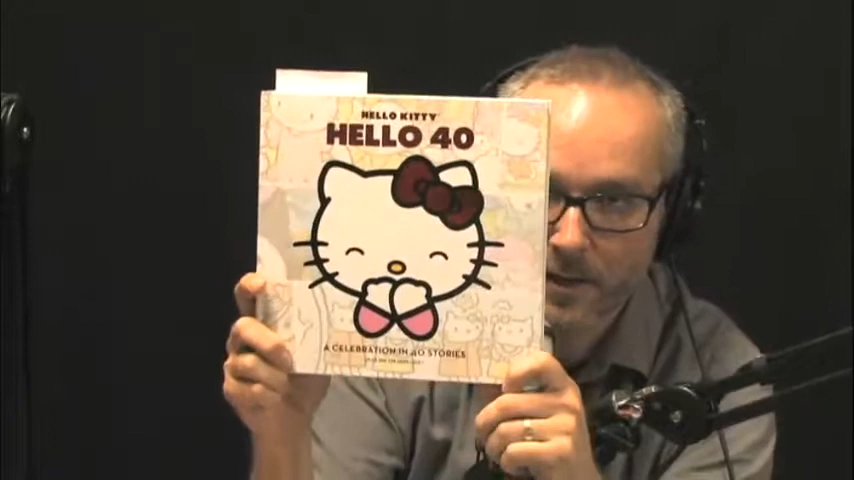 HELLO KITTY
HELLO 40
A CELEBRATION IN 40 STORIES